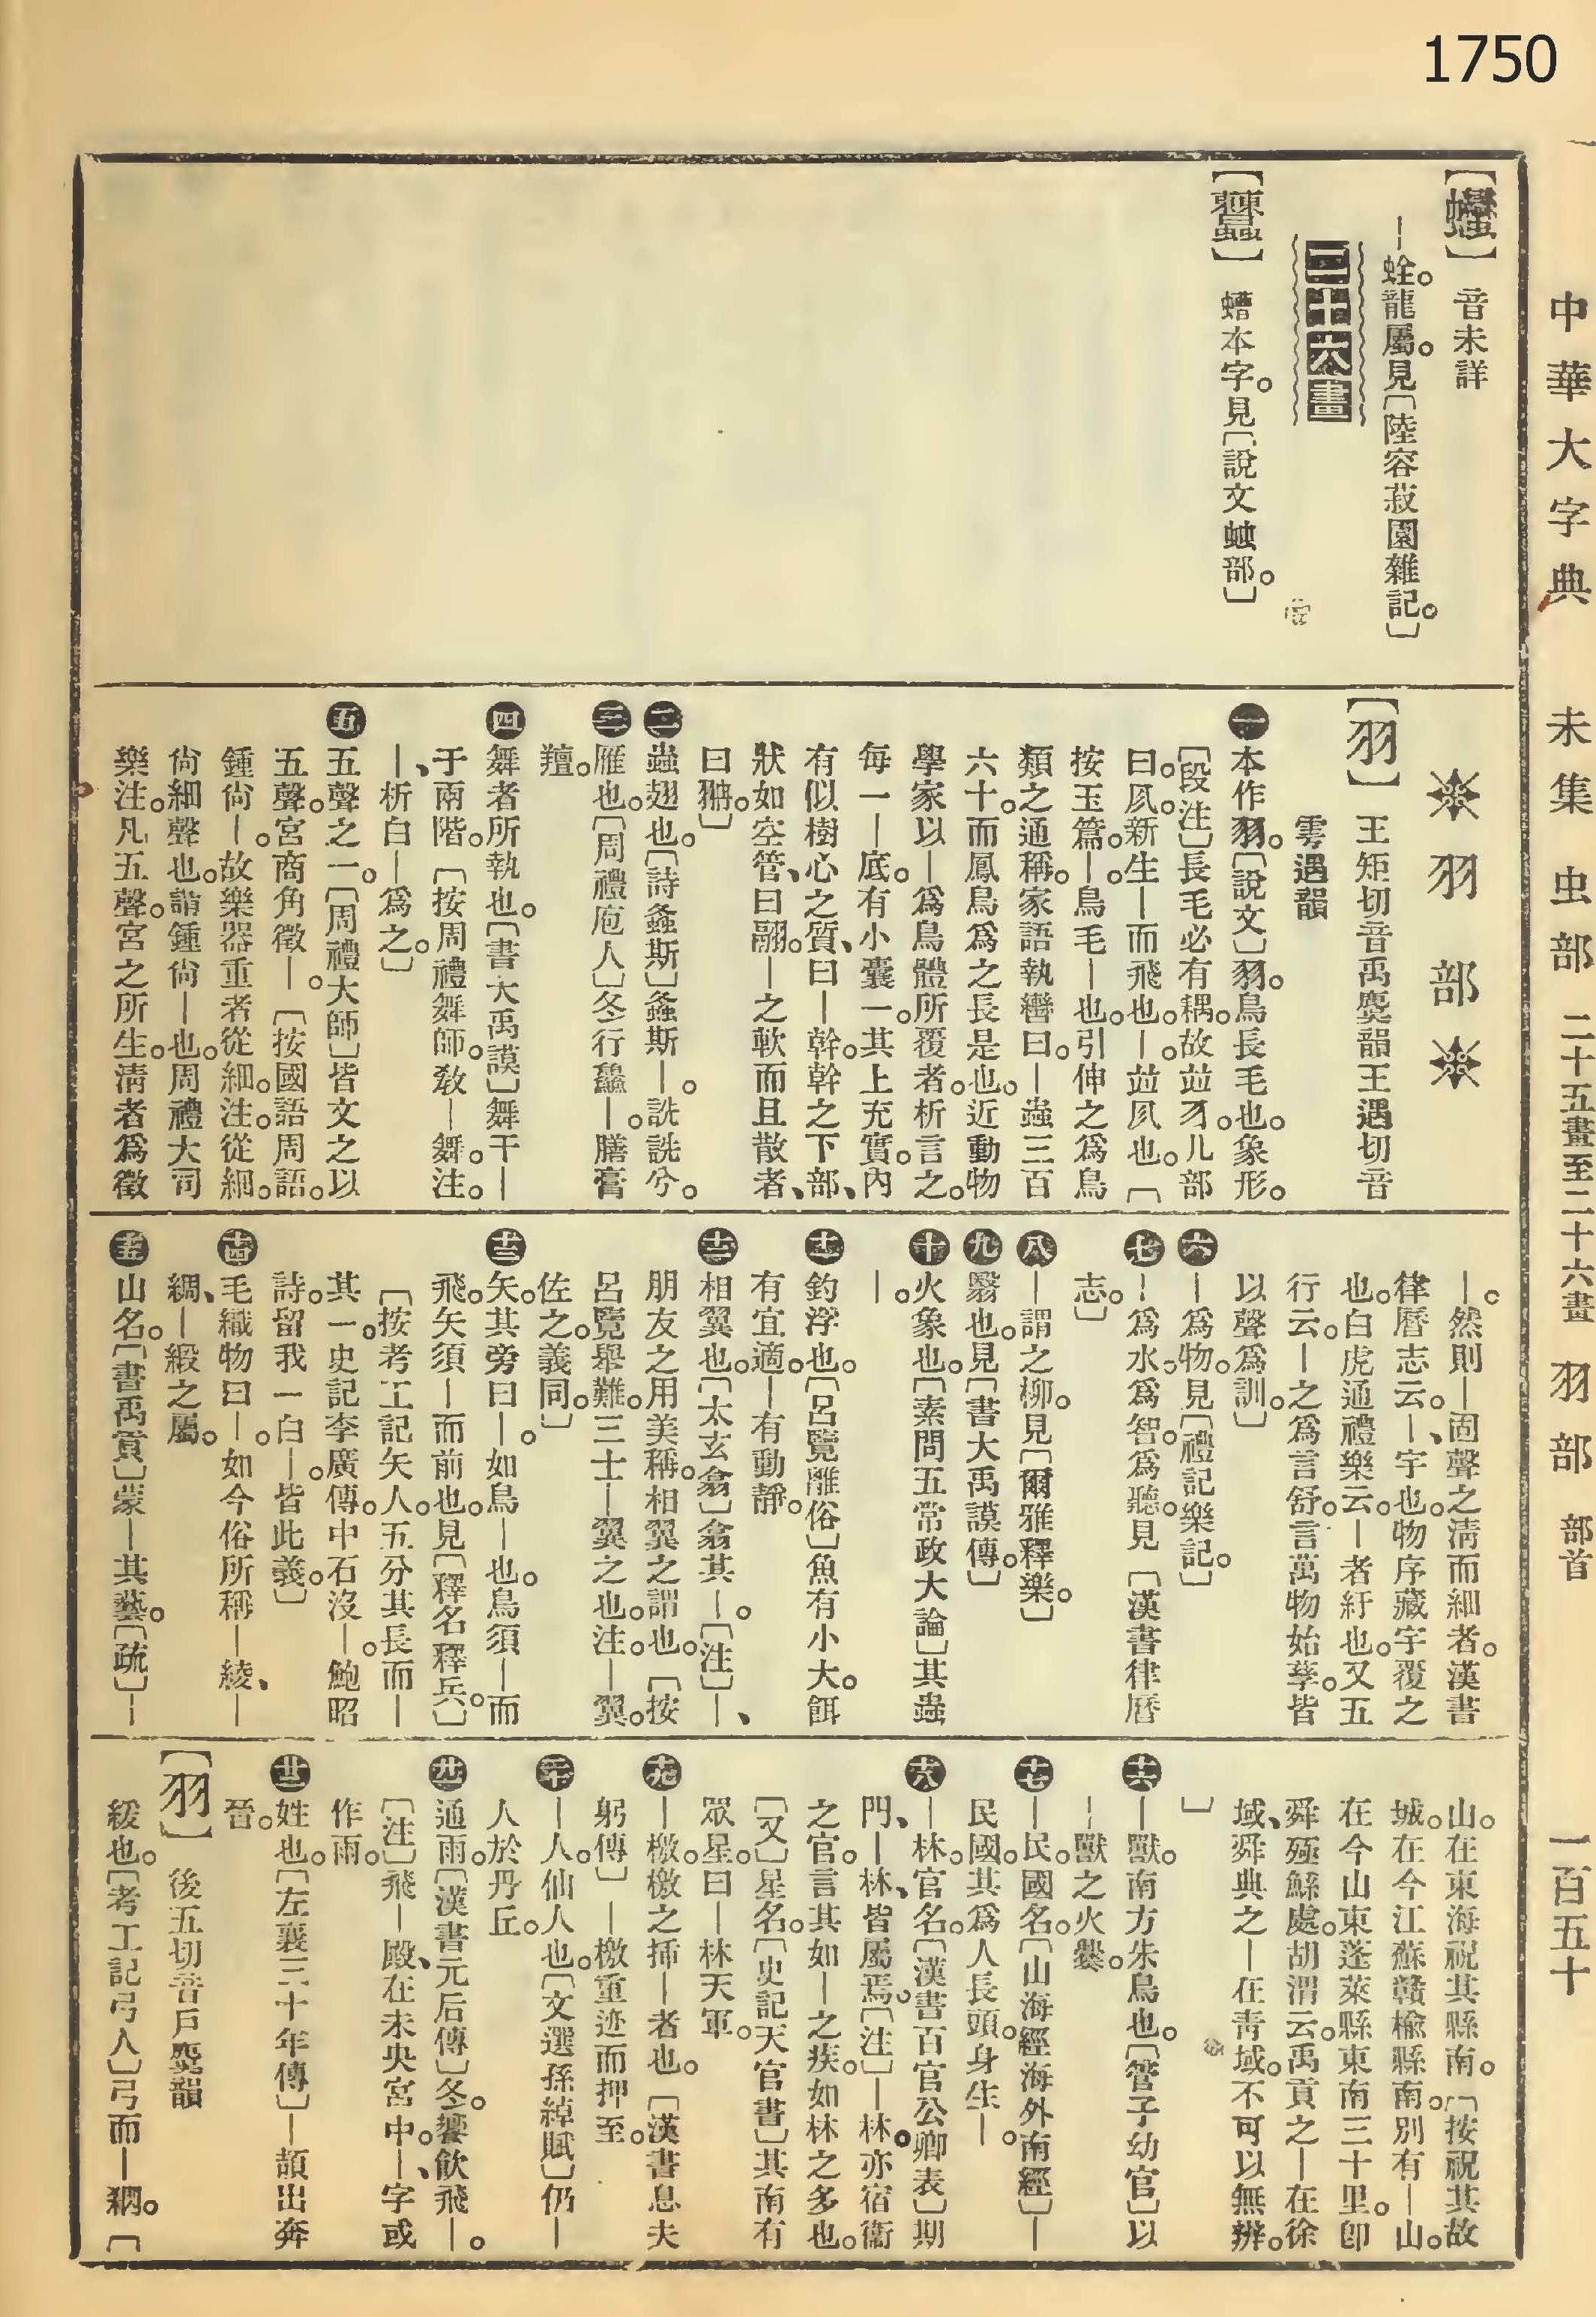 1750
中華大字典　未集　虫部　二十五畫至二十六畫　羽部　部首　一百五十
音未詳
—蛤。龍屬。見〔陸容菽園雜記。〕
二十六畫
螬本字。見〔說文䖵部。〕
羽部
【羽】王矩切音禹麌韻王遇切音
雩遇韻
一 本作羽。〔說文〕羽。鳥長毛也。象形。
〔段注〕長毛必有耦。故竝𠘧部
曰。𠘧。新生—而飛也。—。竝𠘧也。〔
按玉篇。—。鳥毛—也。引伸之爲鳥
類之通稱。家語執轡曰。—蟲三百
六十。而鳳鳥爲之長是也。近動物
學家以—爲鳥體所覆者。析言之。
每一—底。有小囊一。其上充實。內
有似樹心之質、曰—幹。幹之下部、
狀如空管、曰翮。—之軟而且散者、
曰翀。〕
二 蟲翅也。〔詩螽斯〕螽斯—。詵詵兮。
三 雁也。〔周禮庖人〕冬行鱻—。膳膏
羶。
四 舞者所執也。〔書大禹謨〕舞干—
于兩階。〔按周禮舞師。敎—舞。注。
—、析白—爲之。〕
五 五聲之一。〔周禮大師〕皆文之以
五聲。宮商角徵—。〔按國語周語。
鍾尙—。故樂器重者從細。注。從細。
尙細聲也。謂鍾尙—也。周禮大司
樂注。凡五聲。宮之所生。淸者爲徵
—。然則—固聲之淸而細者。漢書
律曆志云。—、宇也。物序藏宇覆之
也。白虎通禮樂云。—者紆也。又五
行云。—之爲言舒。言萬物始孳。皆
以聲爲訓。〕
六 —爲物。見〔禮記樂記。〕
七 —爲水。爲智。爲聽。見〔漢書律曆
志。〕
八 —謂之柳。見〔爾雅釋樂。〕
九 翳也。見〔書大禹謨傳。〕
十 火象也。〔素問五常政大論〕其蟲
—。
十一 釣浮也。〔呂覽離俗〕魚有小大。餌
有宜適。—有動靜。
十二 相翼也。〔太玄翕〕翕其—。〔注〕—、
朋友之用美稱。相翼之謂也。〔按
呂覽舉難。三士—翼之也。注。—翼。
佐之。義同。〕
十三 矢。其旁曰—。如鳥—也。鳥須—而
飛。矢須—而前也。見〔釋名釋兵。〕
〔按考工記矢人。五分其長而—
其一。史記李廣傳。中石沒—。鮑昭
詩。留我一白—。皆此義。〕
十四 毛織物曰—。如今俗所稱—綾、—
綢、—緞之屬。
十五 山名。〔書禹貢〕蒙—其藝。〔疏〕—
山。在東海祝其縣南。〔按祝其故
城。在今江蘇贛楡縣南。別有—山。
在今山東蓬萊縣東南三十里。卽
舜殛鯀處。胡渭云。禹貢之—在徐
域、舜典之—在靑域。不可以無辨。
〕
十六 —獸。南方朱鳥也。〔管子幼官〕以
—獸之火爨。
十七 —民。國名。〔山海經海外南經〕—
民國。其爲人長頭。身生—。
十八 —林。官名。〔漢書百官公卿表〕期
門、—林、皆屬焉。〔注〕—林。亦宿衞
之官。言其如—之疾。如林之多也。
〔又〕星名。〔史記天官書〕其南有
眾星。曰—林天軍。
十九 —檄。檄之揷—者也。〔漢書息夫
躬傳〕—檄重迹而押至。
二十 —人。仙人也。〔文選孫綽賦〕仍—
人於丹丘。
廿一 通雨。〔漢書元后傳〕冬。饗飮飛—。
〔注〕飛—殿、在未央宮中。—、字或
作雨。
廿二 姓也。〔左襄三十年傳〕—頡出奔
晉。
【羽】後五切音戶麌韻
緩也。〔考工記弓人〕弓而—綱。〔